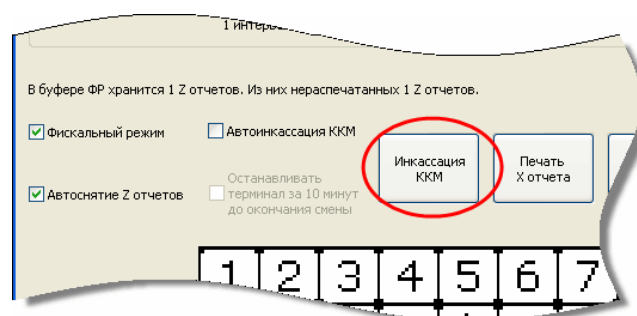 1
В буфере ФР хранится 1 Z отчетов. Из них нераспечатанных 1 Z отчетов.
Фискальный режим
Автоинкассация ККМ
Инкассация
ККМ
Печать
X отчета
Автоснятие Z отчетов
Останавливать
терминал за 10 минут
до окончания смены
1 2 3 4 5 6 7